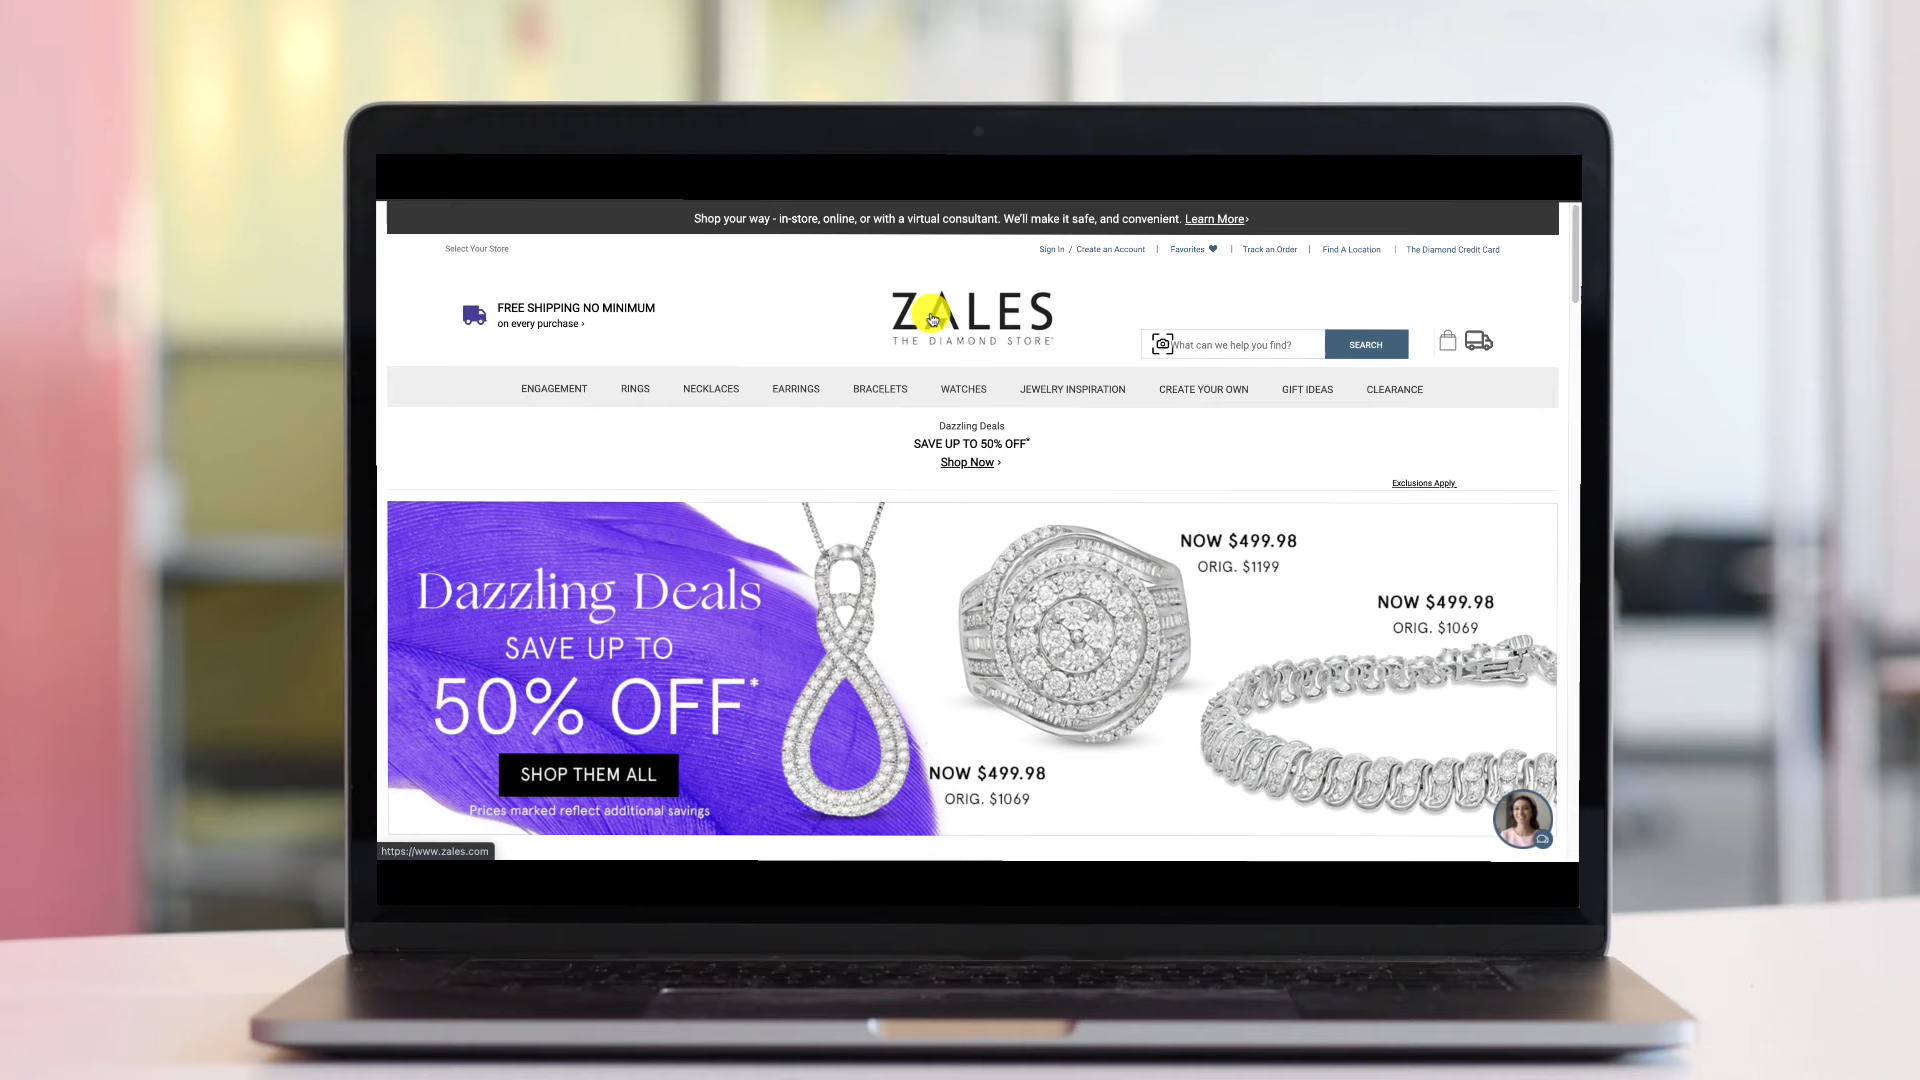 Shop your way - in-store, online, or with a virtual consultant. We'll make it safe, and convenient. Learn More›
Select Your Store
Sign In / Create an Account | Favorites | Track an Order | Find A Location | The Diamond Credit Card
FREE SHIPPING NO MINIMUM
on every purchase ›
ZALES
THE DIAMOND STORE®
What can we help you find?
SEARCH
ENGAGEMENT RINGS NECKLACES EARRINGS BRACELETS WATCHES JEWELRY INSPIRATION CREATE YOUR OWN GIFT IDEAS CLEARANCE
Dazzling Deals
SAVE UP TO 50% OFF*
Shop Now ›
Exclusions Apply
Dazzling Deals
SAVE UP TO
50% OFF*
SHOP THEM ALL
Prices marked reflect additional savings
NOW $499.98
ORIG. $1199
NOW $499.98
ORIG. $1069
NOW $499.98
ORIG. $1069
https://www.zales.com